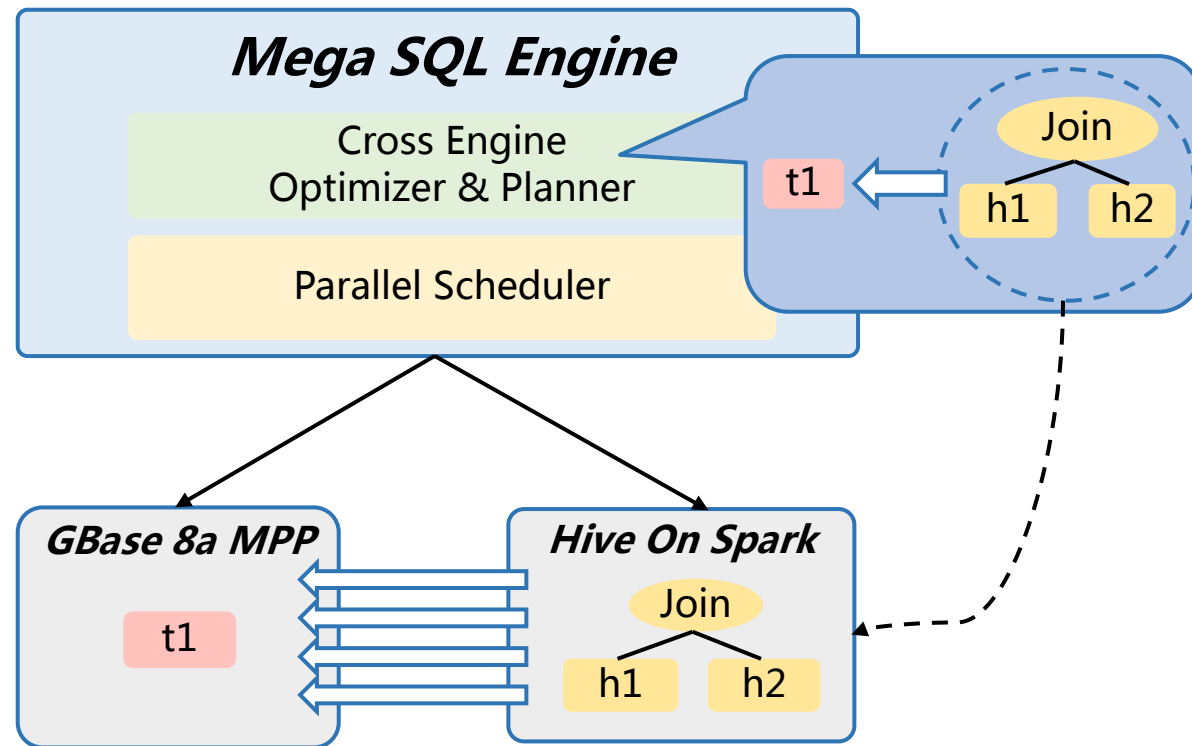 Mega SQL Engine
Cross Engine
Optimizer & Planner
Parallel Scheduler
Join
t1
h1
h2
GBase 8a MPP
t1
Hive On Spark
Join
h1
h2